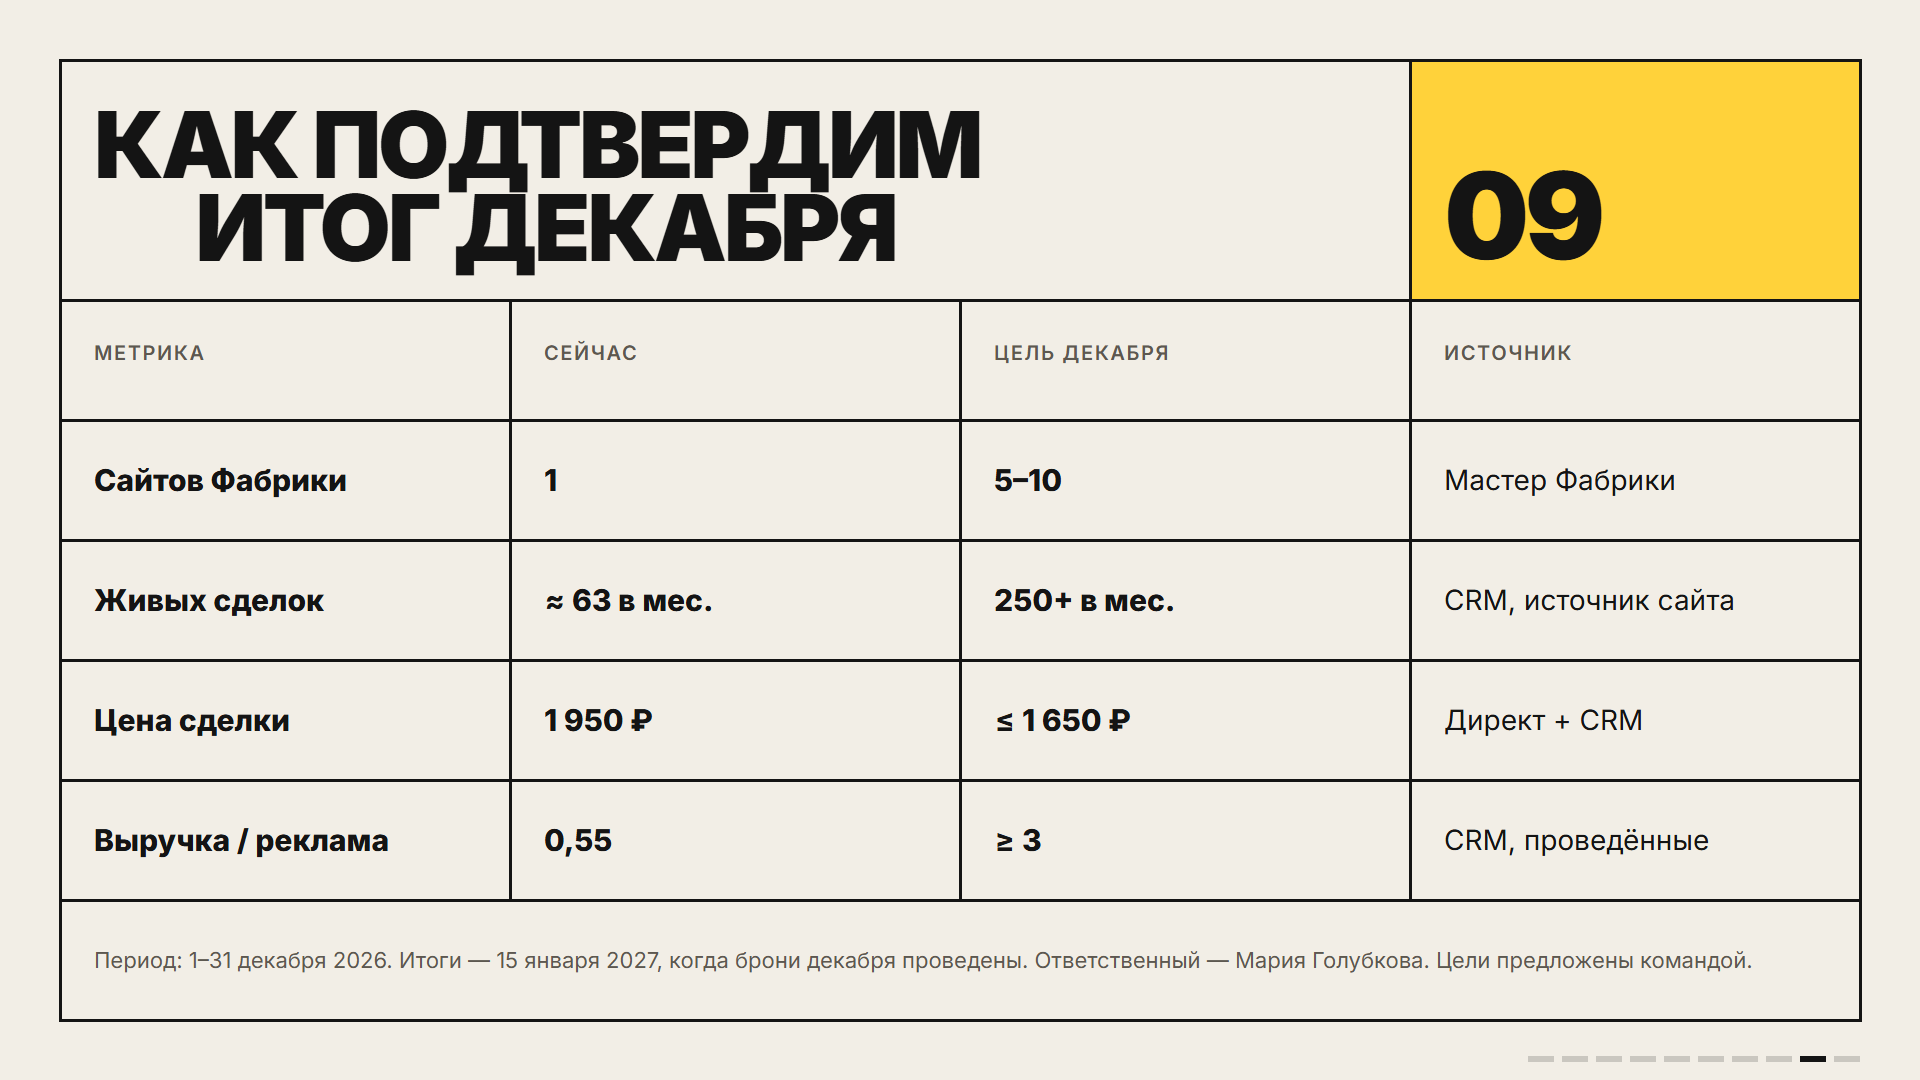 КАК ПОДТВЕРДИМ
ИТОГ ДЕКАБРЯ
09
МЕТРИКА
СЕЙЧАС
ЦЕЛЬ ДЕКАБРЯ
ИСТОЧНИК
Сайтов Фабрики
1
5–10
Мастер Фабрики
Живых сделок
≈ 63 в мес.
250+ в мес.
CRM, источник сайта
Цена сделки
1 950 ₽
≤ 1 650 ₽
Директ + CRM
Выручка / реклама
0,55
≥ 3
CRM, проведённые
Период: 1–31 декабря 2026. Итоги — 15 января 2027, когда брони декабря проведены. Ответственный — Мария Голубкова. Цели предложены командой.